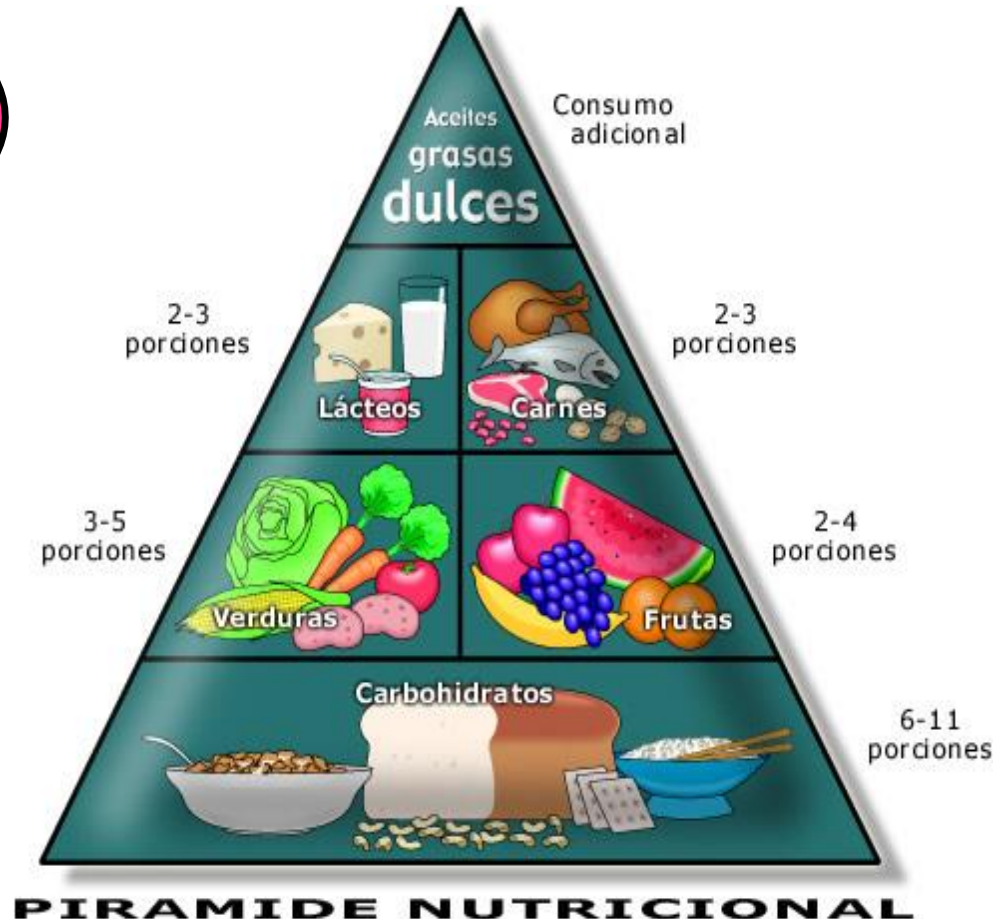 Aceites
grasas
dulces
Consumo
adicional
2-3
porciones
Lácteos
Carnes
2-3
porciones
3-5
porciones
Verduras
Frutas
2-4
porciones
Carbohidratos
6-11
porciones
PIRAMIDE NUTRICIONAL